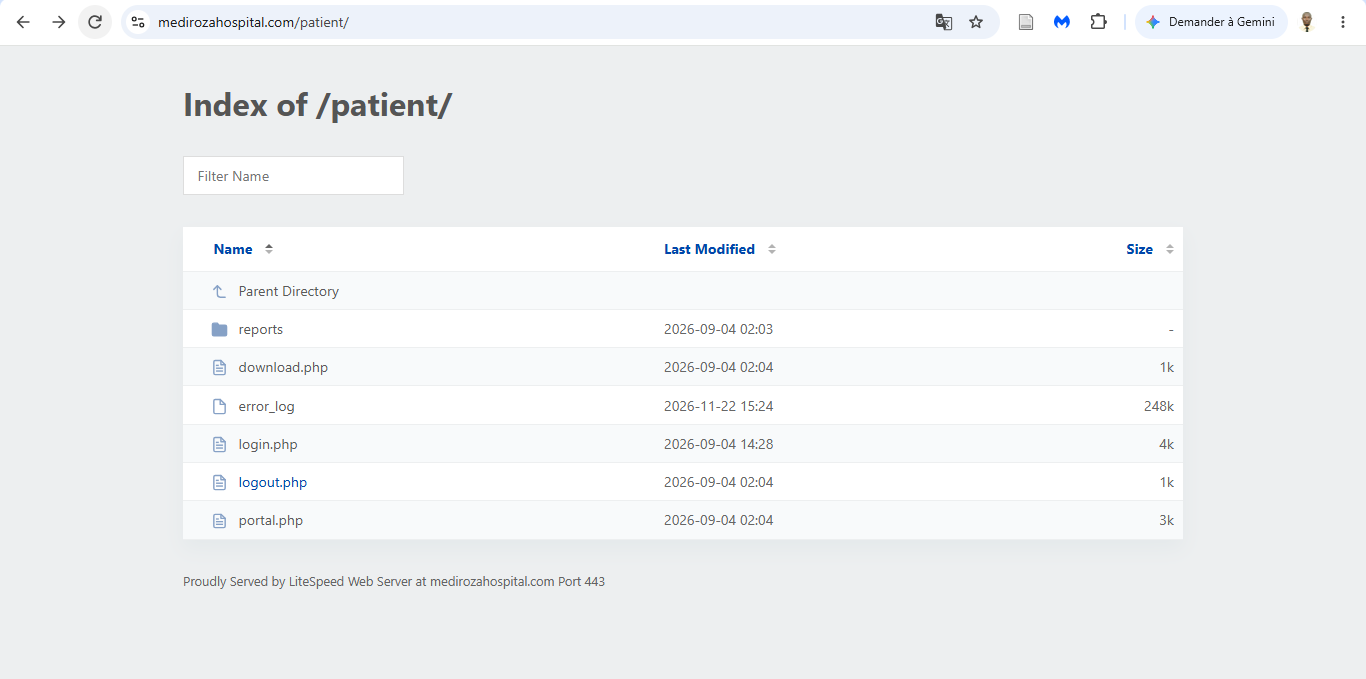 medirozahospital.com/patient/
Demander à Gemini
Index of /patient/
Filter Name
Name Last Modified Size
Parent Directory
reports 2026-09-04 02:03 -
download.php 2026-09-04 02:04 1k
error_log 2026-11-22 15:24 248k
login.php 2026-09-04 14:28 4k
logout.php 2026-09-04 02:04 1k
portal.php 2026-09-04 02:04 3k
Proudly Served by LiteSpeed Web Server at medirozahospital.com Port 443